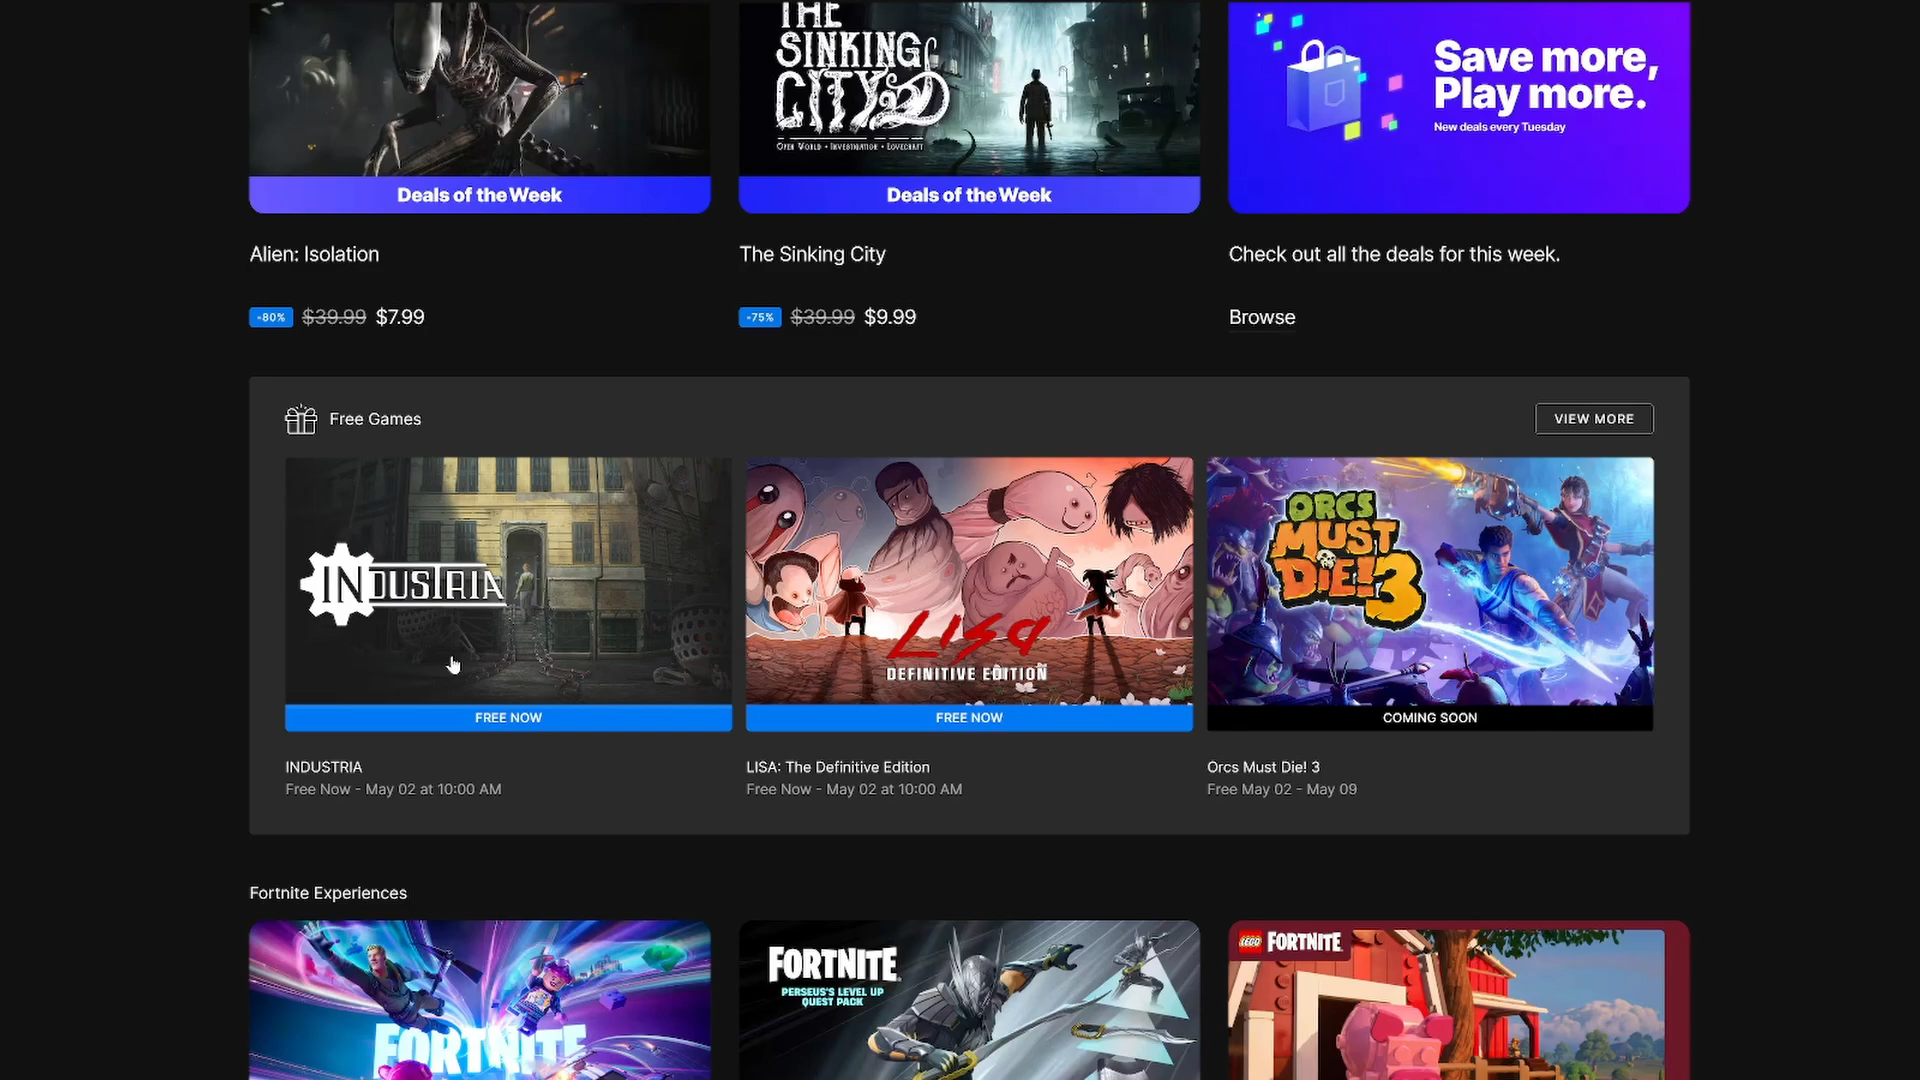 THE
SINKING
CITY
OPEN WORLD • INVESTIGATION • LOVECRAFT
Save more,
Play more.
New deals every Tuesday
Deals of the Week
Deals of the Week
Alien: Isolation
The Sinking City
Check out all the deals for this week.
-80% $39.99 $7.99
-75% $39.99 $9.99
Browse
Free Games
VIEW MORE
INDUSTRIA
LISA
DEFINITIVE EDITION
ORCS
MUST
DIE! 3
FREE NOW
FREE NOW
COMING SOON
INDUSTRIA
Free Now - May 02 at 10:00 AM
LISA: The Definitive Edition
Free Now - May 02 at 10:00 AM
Orcs Must Die! 3
Free May 02 - May 09
Fortnite Experiences
FORTNITE
FORTNITE
PERSEUS'S LEVEL UP
QUEST PACK
LEGO FORTNITE